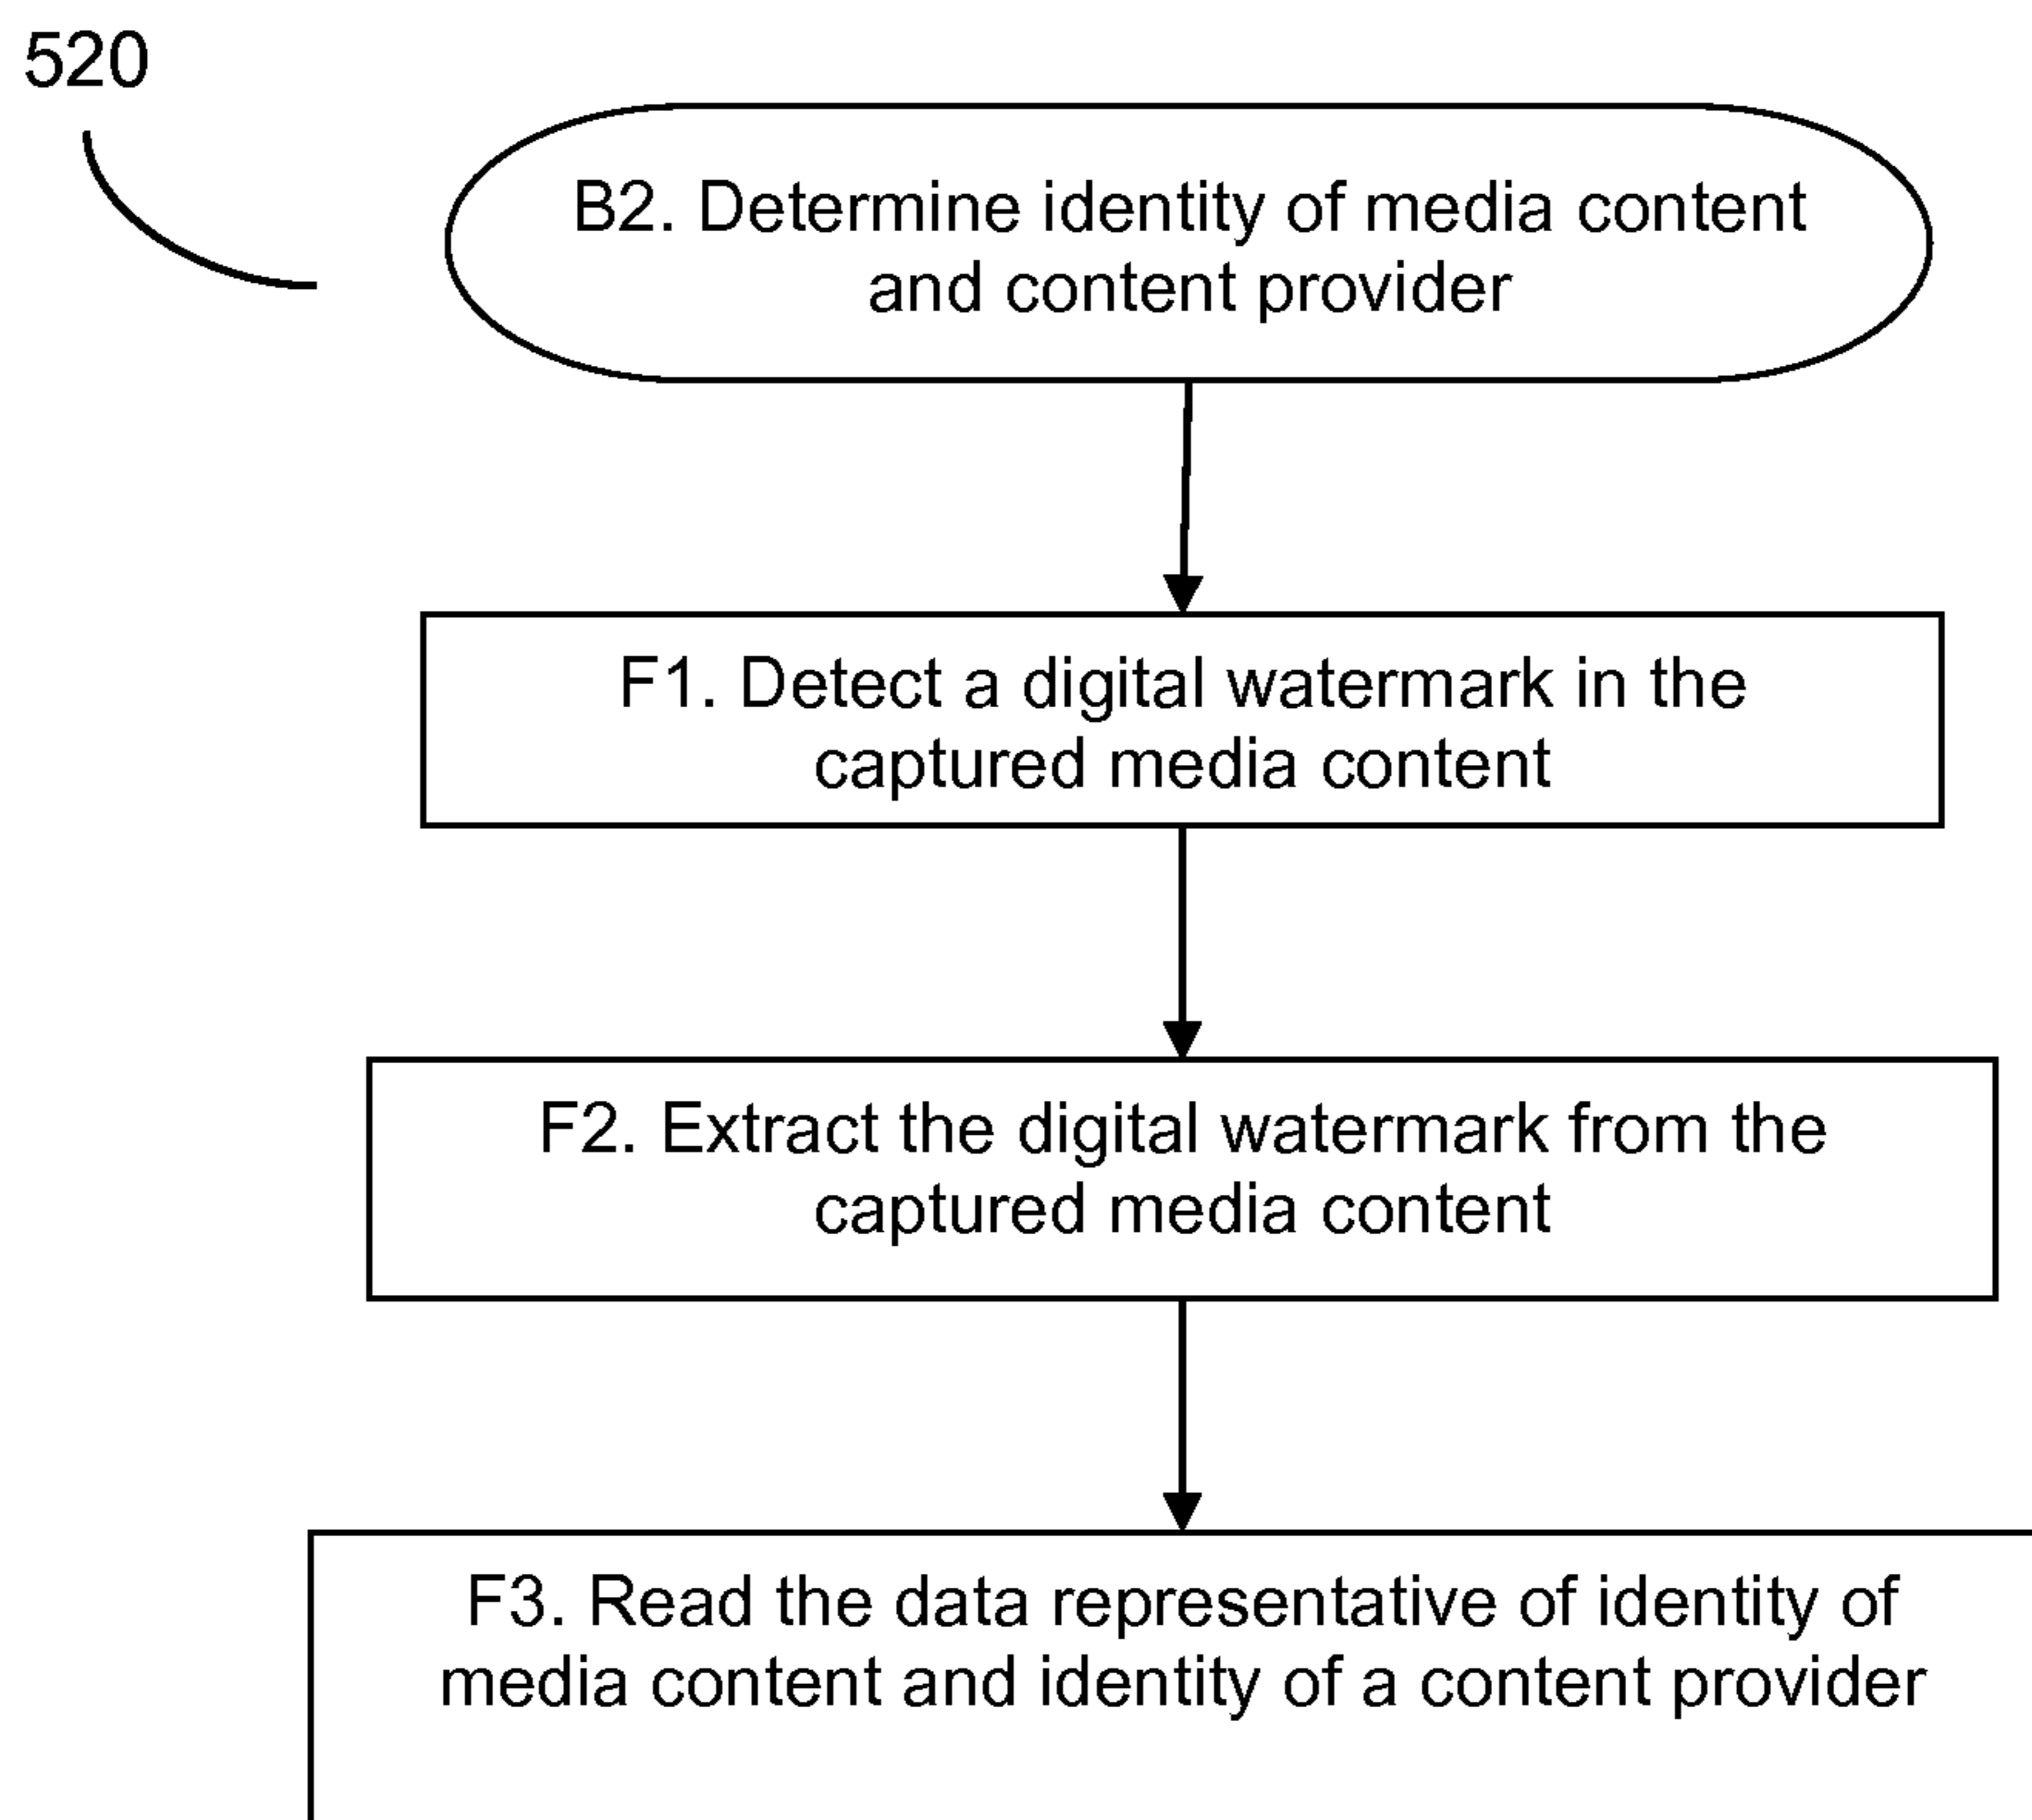 520
B2. Determine identity of media content
and content provider
F1. Detect a digital watermark in the
captured media content
F2. Extract the digital watermark from the
captured media content
F3. Read the data representative of identity of
media content and identity of a content provider